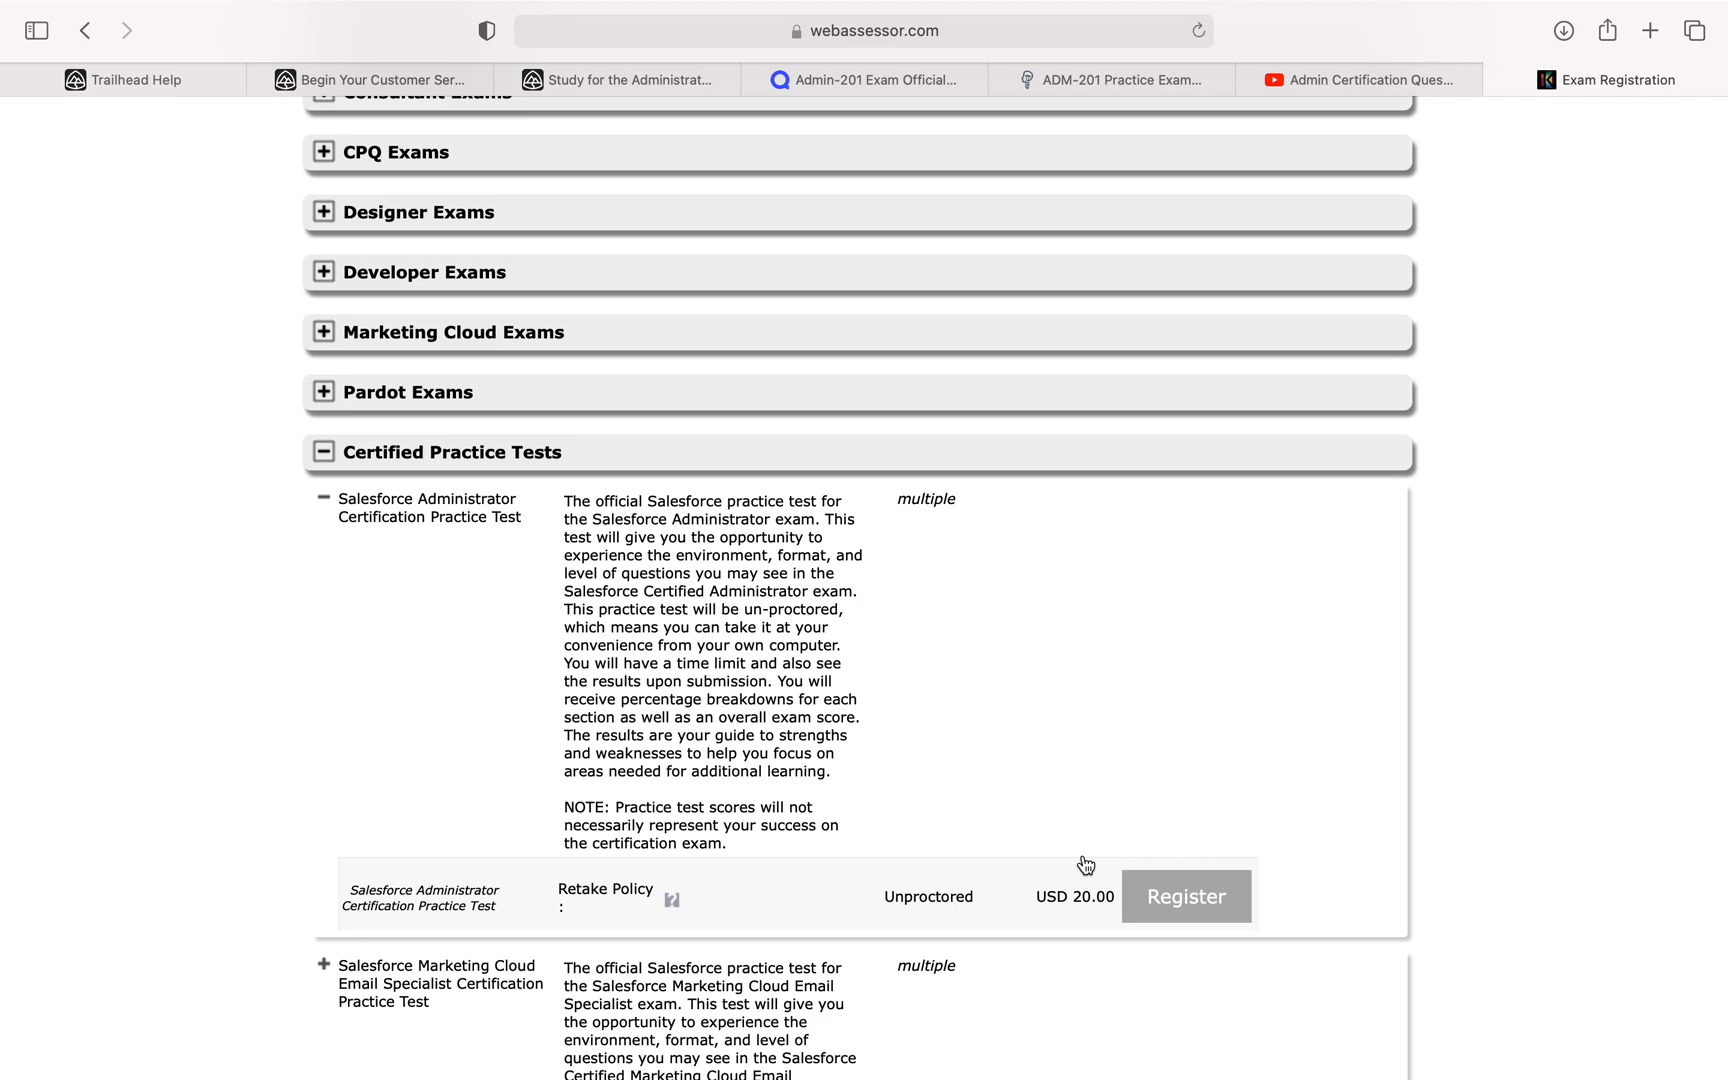 webassessor.com
Trailhead Help
Begin Your Customer Ser...
Study for the Administrat...
Admin-201 Exam Official...
ADM-201 Practice Exam...
Admin Certification Ques...
Exam Registration
Consultant Exams
CPQ Exams
Designer Exams
Developer Exams
Marketing Cloud Exams
Pardot Exams
Certified Practice Tests
Salesforce Administrator
Certification Practice Test
The official Salesforce practice test for
the Salesforce Administrator exam. This
test will give you the opportunity to
experience the environment, format, and
level of questions you may see in the
Salesforce Certified Administrator exam.
This practice test will be un-proctored,
which means you can take it at your
convenience from your own computer.
You will have a time limit and also see
the results upon submission. You will
receive percentage breakdowns for each
section as well as an overall exam score.
The results are your guide to strengths
and weaknesses to help you focus on
areas needed for additional learning.
NOTE: Practice test scores will not
necessarily represent your success on
the certification exam.
multiple
Salesforce Administrator
Certification Practice Test
Retake Policy
:
?
Unproctored
USD 20.00
Register
Salesforce Marketing Cloud
Email Specialist Certification
Practice Test
The official Salesforce practice test for
the Salesforce Marketing Cloud Email
Specialist exam. This test will give you
the opportunity to experience the
environment, format, and level of
questions you may see in the Salesforce
Certified Marketing Cloud Email
multiple